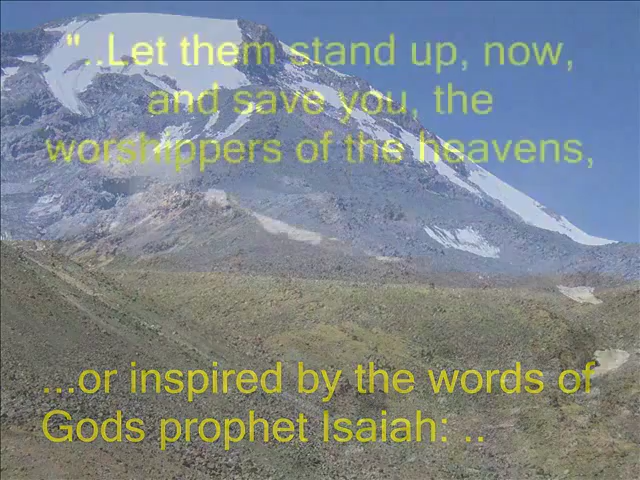 "..Let them stand up, now,
and save you, the
worshippers of the heavens,
...or inspired by the words of
Gods prophet Isaiah: ..